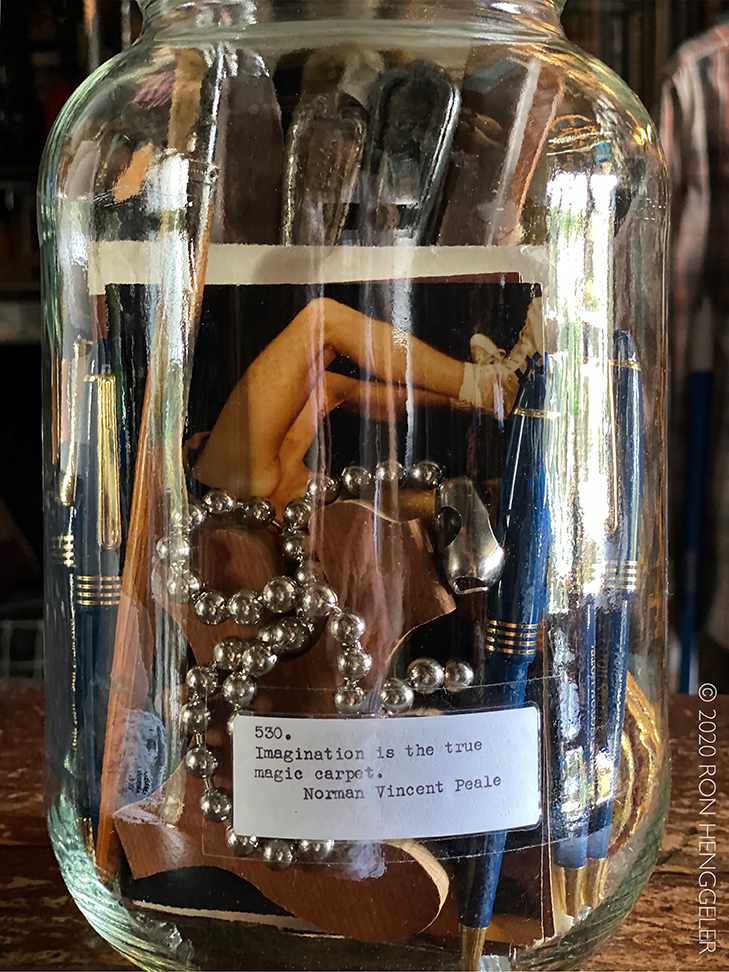 530.
Imagination is the true
magic carpet.
Norman Vincent Peale
© 2020 RON HENGGELER